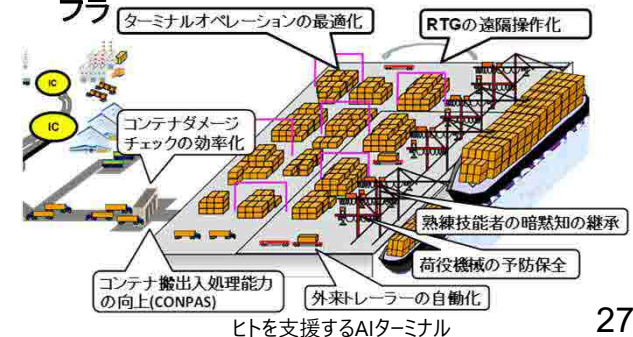 フラ
ターミナルオペレーションの最適化
RTGの遠隔操作化
IC
IC
コンテナダメージ
チェックの効率化
熟練技能者の暗黙知の継承
荷役機械の予防保全
コンテナ搬出入処理能力
の向上(CONPAS)
外来トレーラーの自働化
ヒトを支援するAIターミナル
27